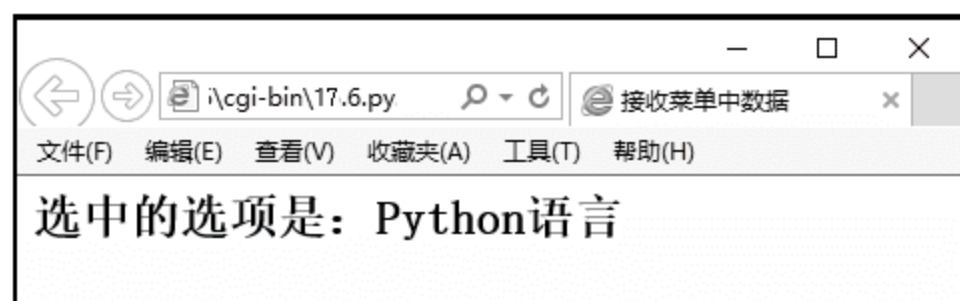 i\cgi-bin\17.6.py 接收菜单中数据
文件(F) 编辑(E) 查看(V) 收藏夹(A) 工具(T) 帮助(H)
选中的选项是：Python语言